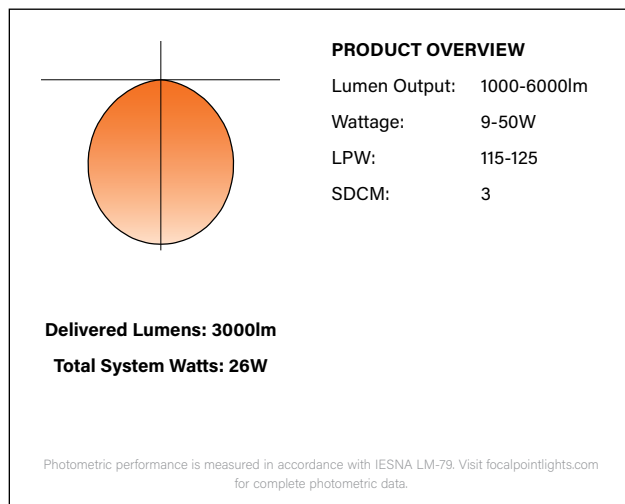 PRODUCT OVERVIEW
Lumen Output: 1000-6000lm
Wattage: 9-50W
LPW: 115-125
SDCM: 3
Delivered Lumens: 3000lm
Total System Watts: 26W
Photometric performance is measured in accordance with IESNA LM-79. Visit focalpointlights.com
for complete photometric data.